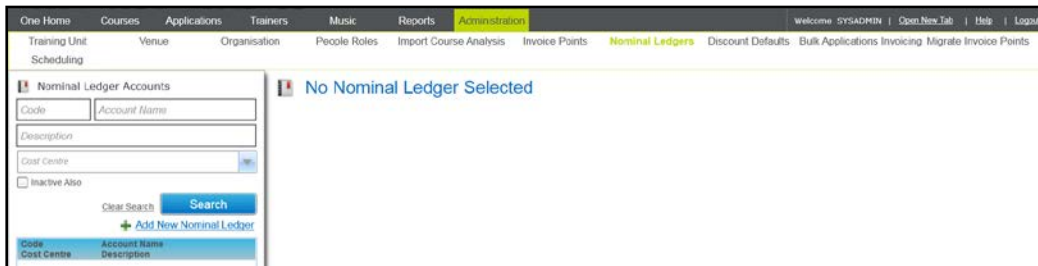 One Home Courses Applications Trainers Music Reports Administration Welcome SYSADMIN | Open New Tab | Help | Logout
Training Unit Venue Organisation People Roles Import Course Analysis Invoice Points Nominal Ledgers Discount Defaults Bulk Applications Invoicing Migrate Invoice Points
Scheduling
Nominal Ledger Accounts
No Nominal Ledger Selected
Code Account Name
Description
Cost Centre
Inactive Also
Clear Search Search
Add New Nominal Ledger
Code Account Name
Cost Centre Description